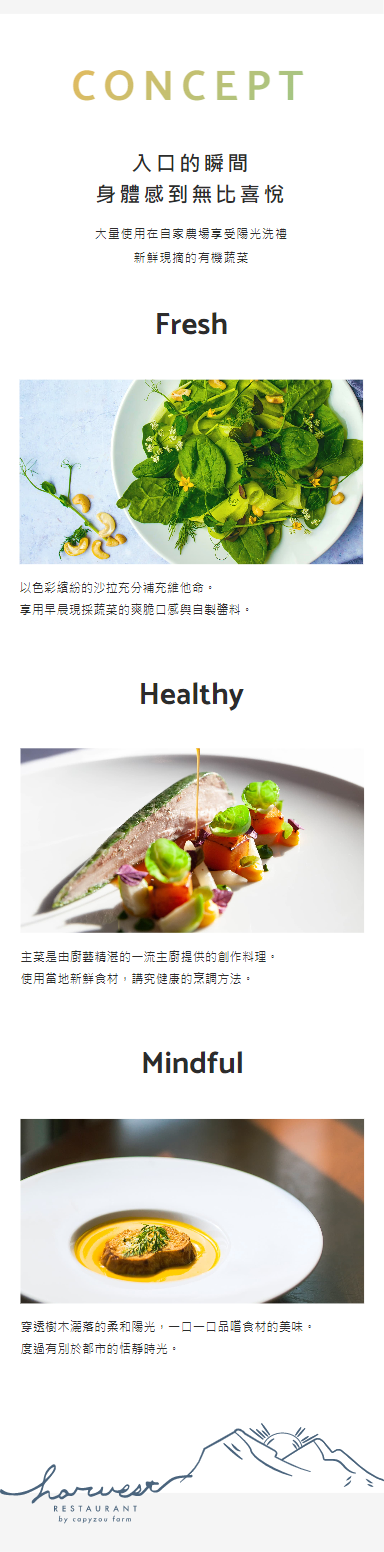 CONCEPT
入口的瞬間
身體感到無比喜悅
大量使用在自家農場享受陽光洗禮
新鮮現摘的有機蔬菜
Fresh
以色彩繽紛的沙拉充分補充維他命。
享用早晨現採蔬菜的爽脆口感與自製醬料。
Healthy
主菜是由廚藝精湛的一流主廚提供的創作料理。
使用當地新鮮食材，講究健康的烹調方法。
Mindful
穿透樹木灑落的柔和陽光，一口一口品嚐食材的美味。
度過有別於都市的恬靜時光。
harvest
RESTAURANT
by copyzou farm